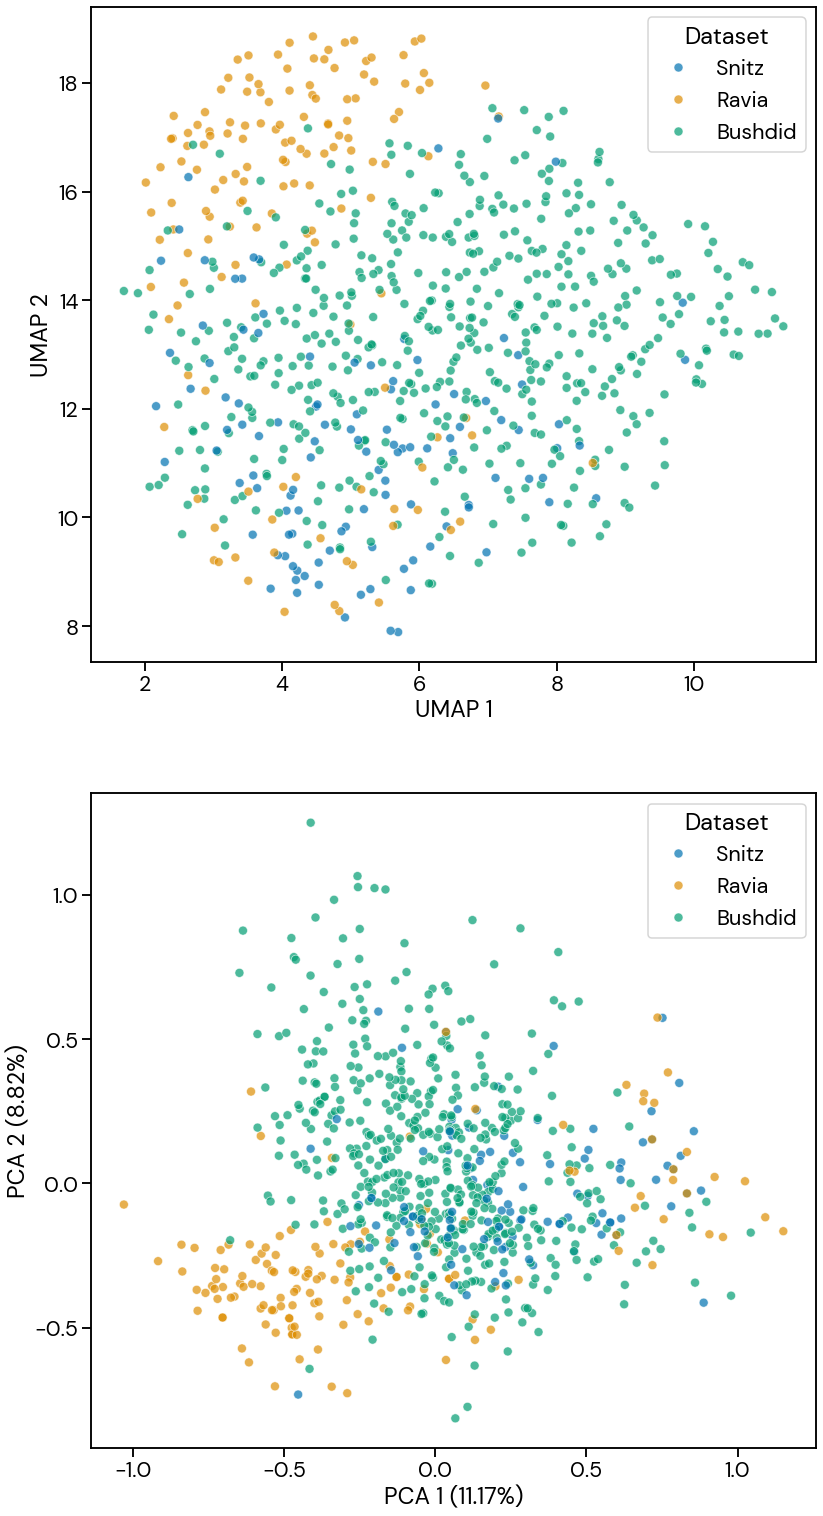 Dataset
Snitz
Ravia
Bushdid
18
16
14
12
10
8
UMAP 2
2 4 6 8 10
UMAP 1
Dataset
Snitz
Ravia
Bushdid
1.0
0.5
0.0
−0.5
PCA 2 (8.82%)
−1.0 −0.5 0.0 0.5 1.0
PCA 1 (11.17%)